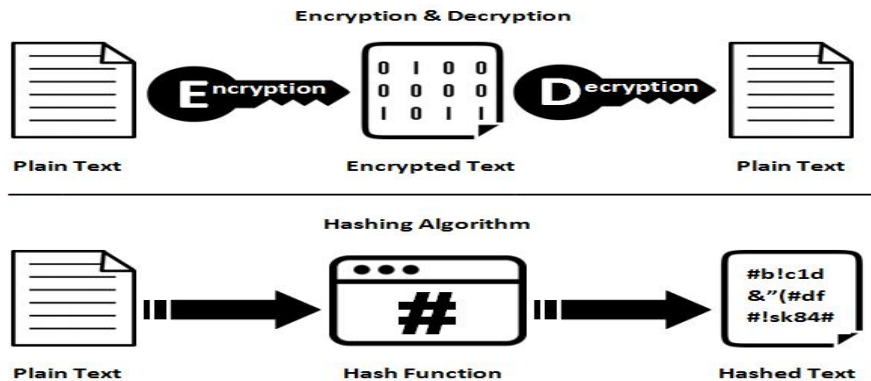 Encryption & Decryption
Encryption
0 1 0 0
0 0 0 0
1 0 1 1
Decryption
Plain Text
Encrypted Text
Plain Text
Hashing Algorithm
#
#b!c1d
&”(#df
#!sk84#
Plain Text
Hash Function
Hashed Text